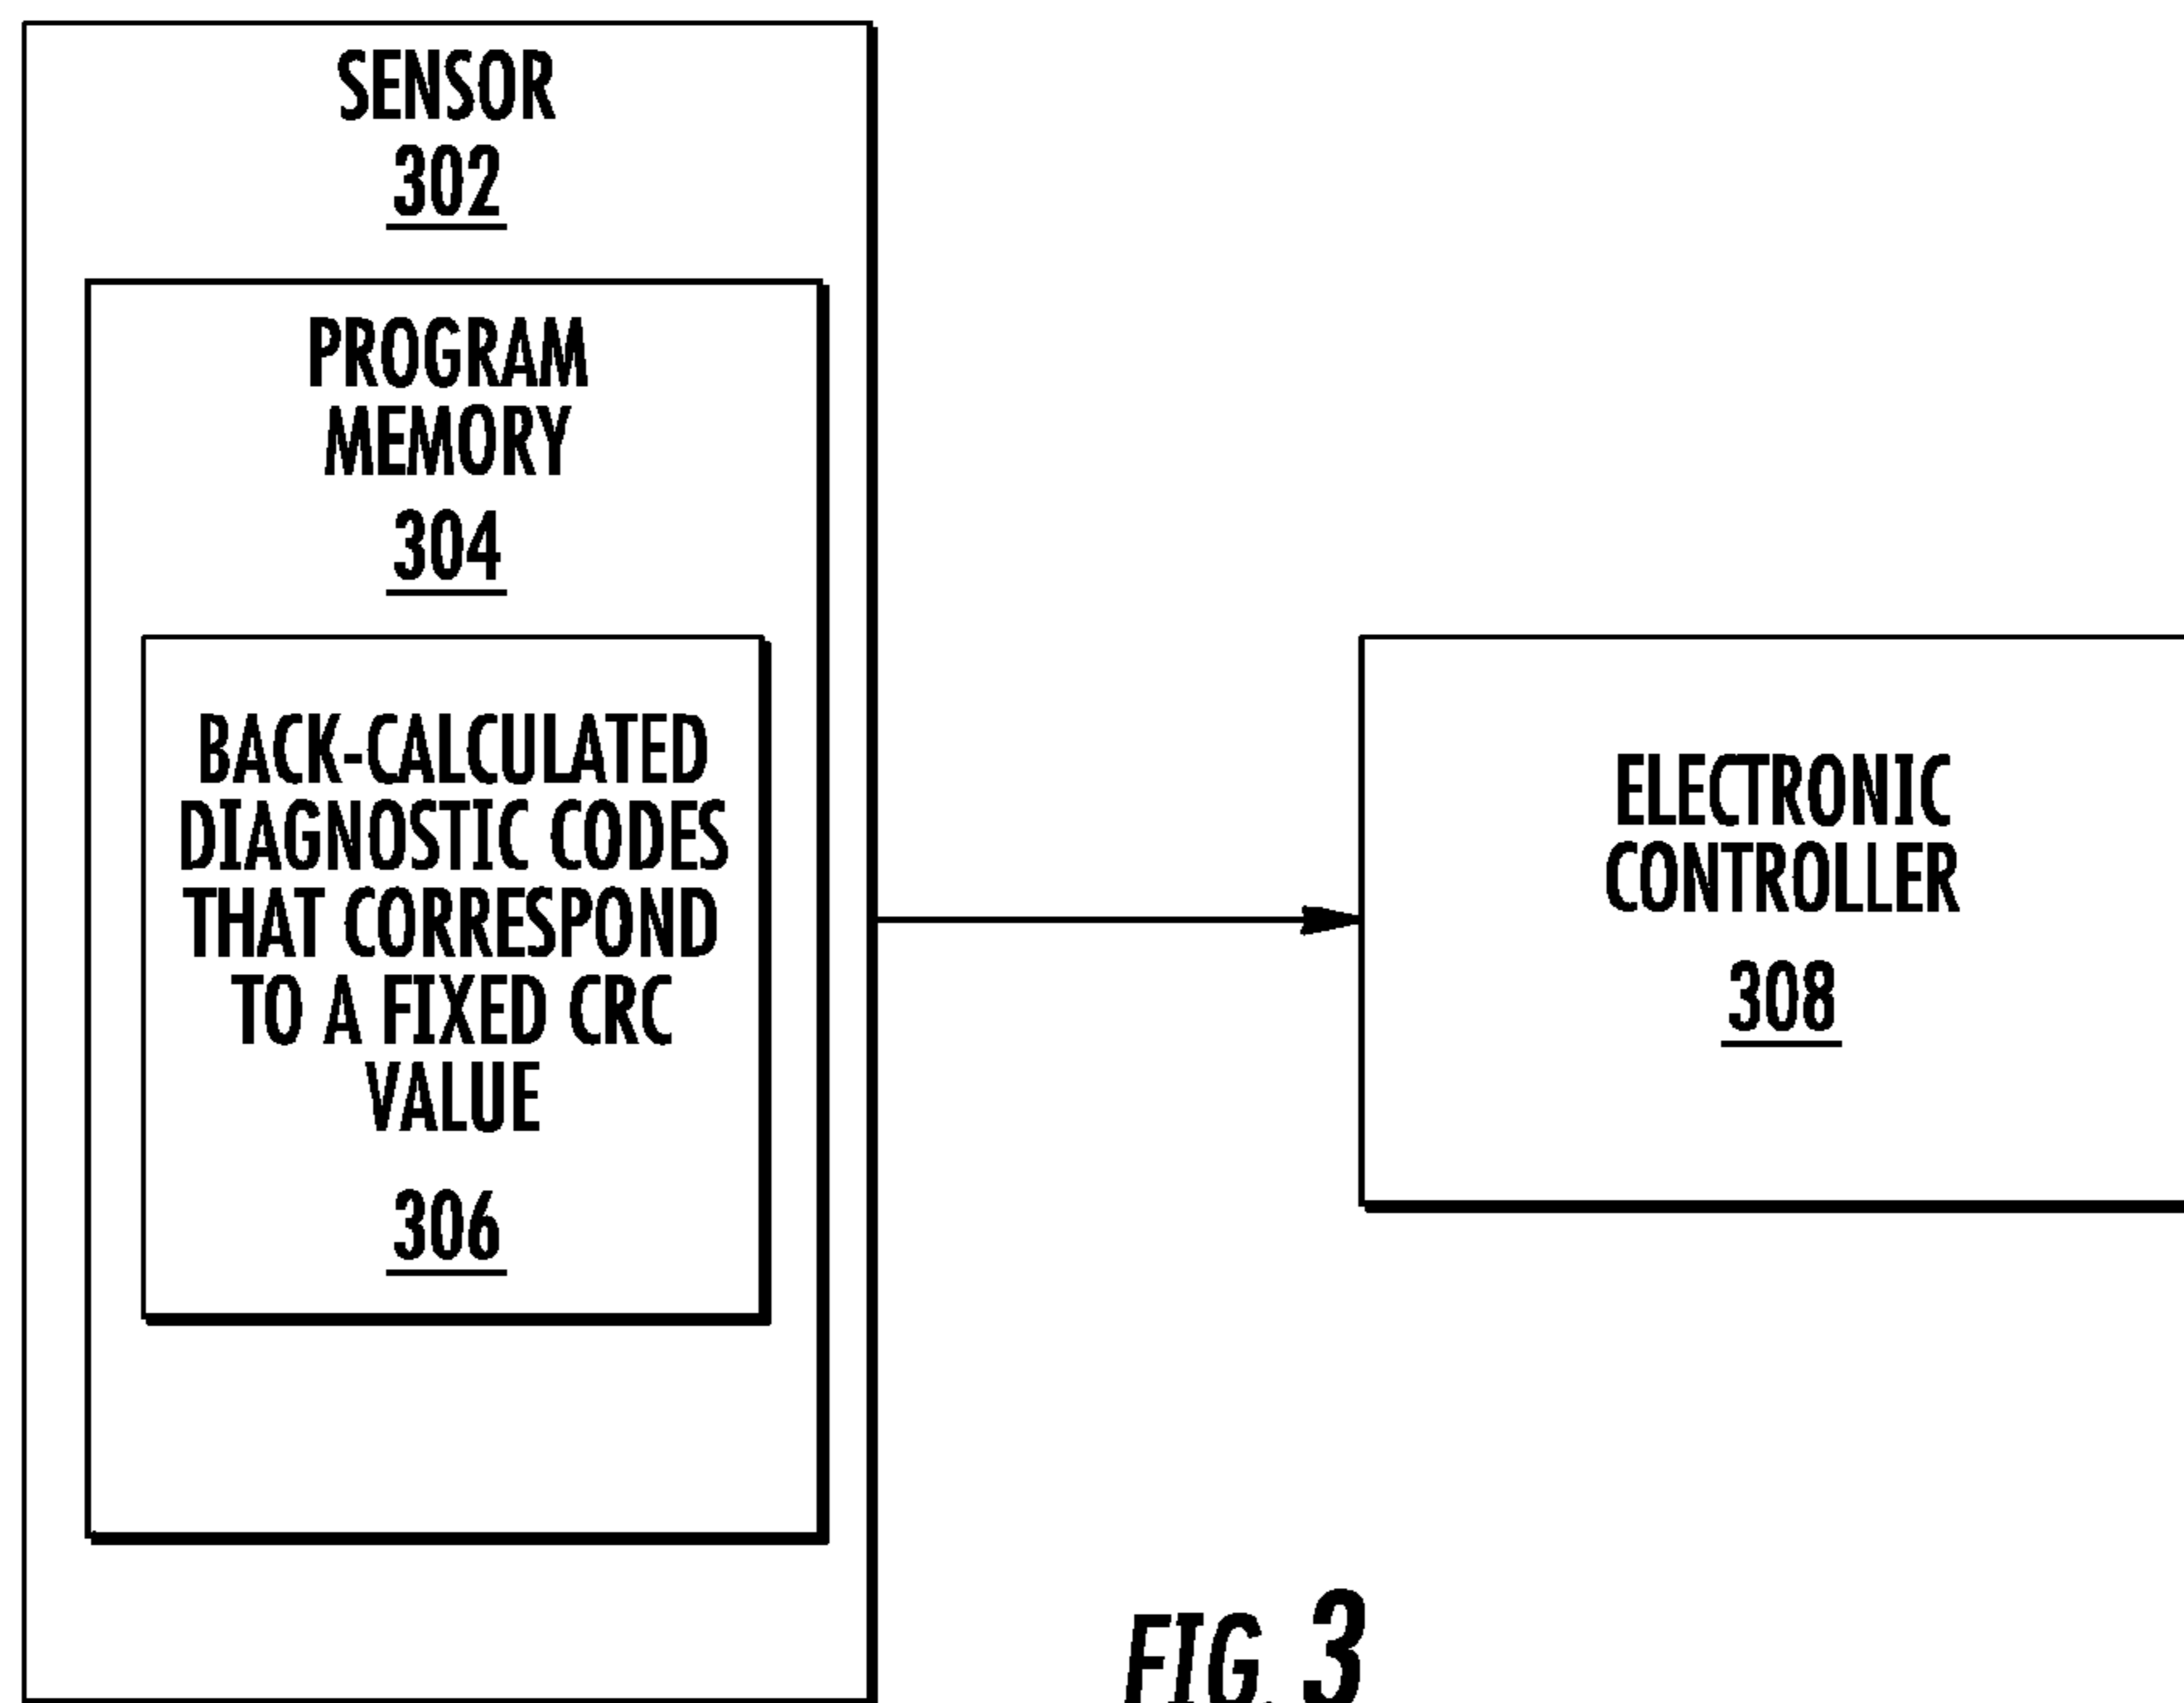 SENSOR
302
PROGRAM
MEMORY
304
BACK-CALCULATED
DIAGNOSTIC CODES
THAT CORRESPOND
TO A FIXED CRC
VALUE
306
ELECTRONIC
CONTROLLER
308
FIG. 3